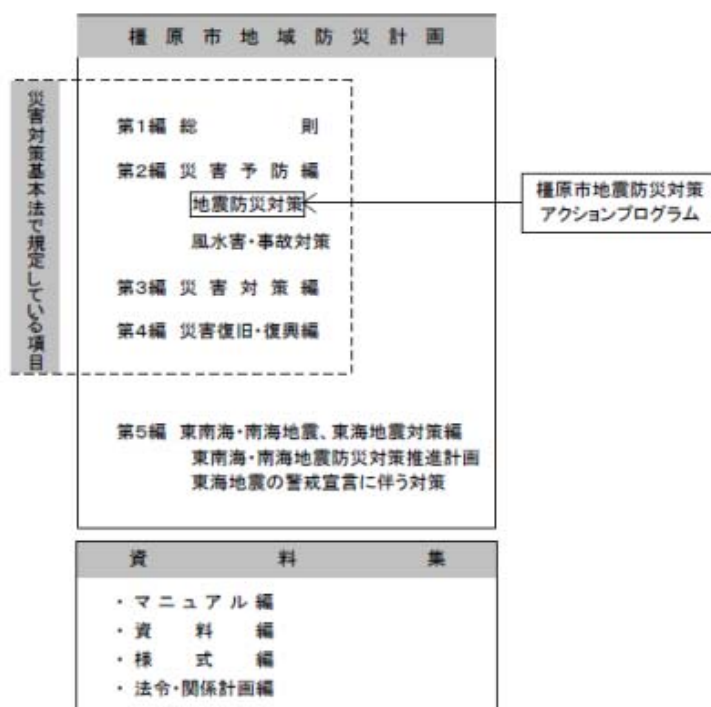 橿原市地域防災計画
災害対策基本法で規定している項目
第1編 総則
第2編 災害予防編
地震防災対策
風水害・事故対策
第3編 災害対策編
第4編 災害復旧・復興編
橿原市地震防災対策
アクションプログラム
第5編 東南海・南海地震、東海地震対策編
東南海・南海地震防災対策推進計画
東海地震の警戒宣言に伴う対策
資料集
・マニュアル編
・資料編
・様式編
・法令・関係計画編